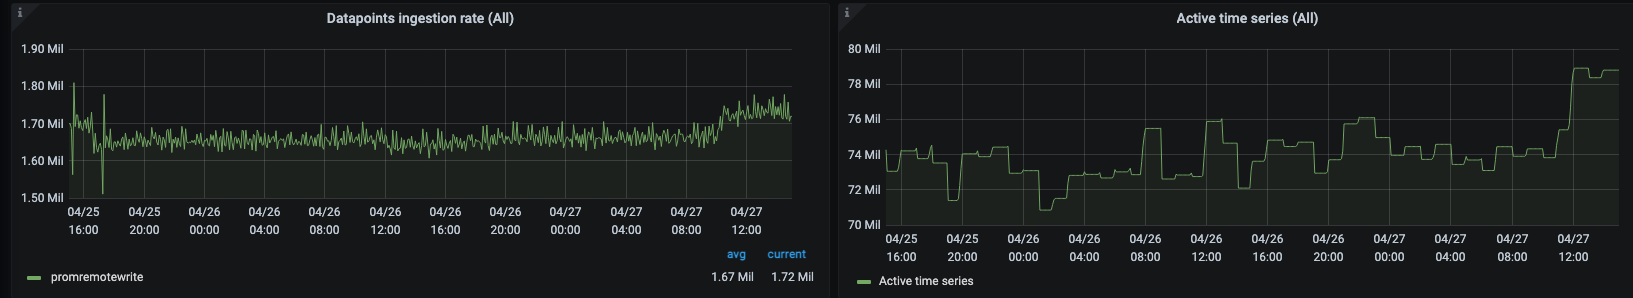 i
Datapoints ingestion rate (All)
1.90 Mil
1.80 Mil
1.70 Mil
1.60 Mil
1.50 Mil
04/25 04/25 04/26 04/26 04/26 04/26 04/26 04/26 04/27 04/27 04/27 04/27
16:00 20:00 00:00 04:00 08:00 12:00 16:00 20:00 00:00 04:00 08:00 12:00
avg current
promremotewrite 1.67 Mil 1.72 Mil
i
Active time series (All)
80 Mil
78 Mil
76 Mil
74 Mil
72 Mil
70 Mil
04/25 04/25 04/26 04/26 04/26 04/26 04/26 04/26 04/27 04/27 04/27 04/27
16:00 20:00 00:00 04:00 08:00 12:00 16:00 20:00 00:00 04:00 08:00 12:00
Active time series